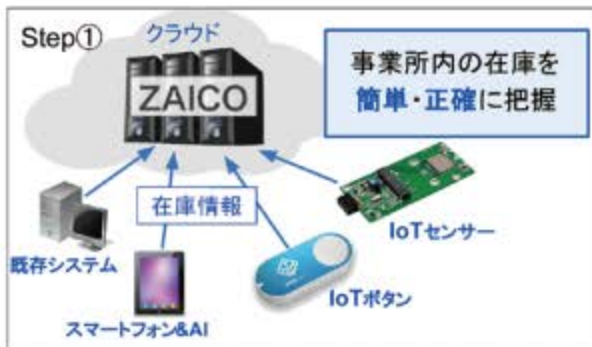 Step①
クラウド
ZAICO
事業所内の在庫を
簡単・正確に把握
在庫情報
既存システム
スマートフォン&AI
IoTボタン
IoTセンサー